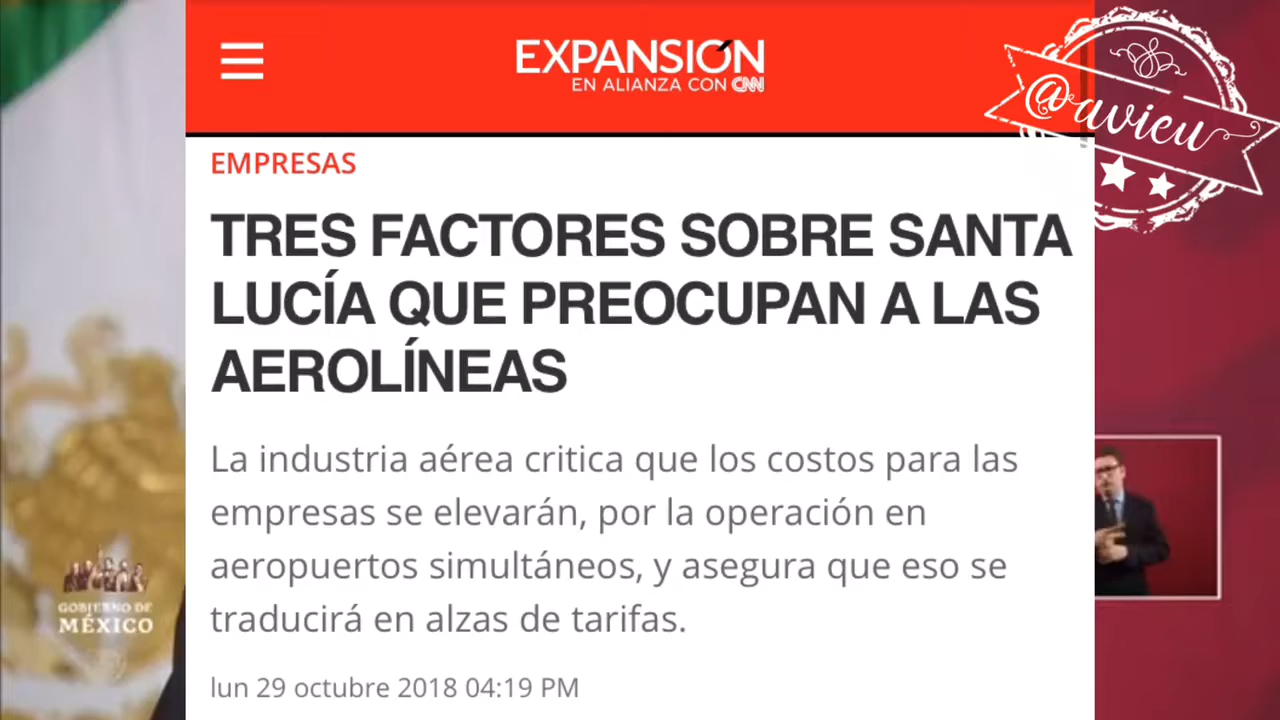 EXPANSIÓN
EN ALIANZA CON CNN
@avieu
EMPRESAS
TRES FACTORES SOBRE SANTA
LUCÍA QUE PREOCUPAN A LAS
AEROLÍNEAS
La industria aérea critica que los costos para las
empresas se elevarán, por la operación en
aeropuertos simultáneos, y asegura que eso se
traducirá en alzas de tarifas.
lun 29 octubre 2018 04:19 PM
GOBIERNO DE
MÉXICO